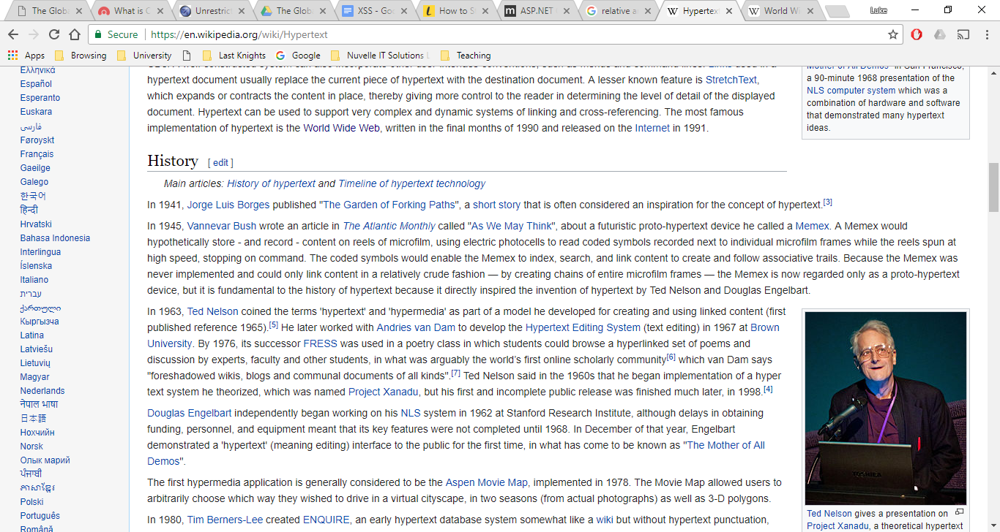 The Globa
What is C
Unrestric
The Globa
XSS - Goo
How to S
ASP.NET
relative a
Hypertext
World Wi
Luke
Secure
https://en.wikipedia.org/wiki/Hypertext
Apps
Browsing
University
Last Knights
Google
Nuvelle IT Solutions
Teaching
Ελληνικά
Español
Esperanto
Euskara
فارسی
Føroyskt
Français
Gaeilge
Galego
한국어
हिन्दी
Hrvatski
Bahasa Indonesia
Interlingua
Íslenska
Italiano
עברית
ქართული
Кыргызча
Latina
Latviešu
Lietuvių
Magyar
Nederlands
नेपाल भाषा
日本語
Нохчийн
Norsk
Олык марий
ਪੰਜਾਬੀ
ភាសាខ្មែរ
Polski
Português
Română
hypertext document usually replace the current piece of hypertext with the destination document. A lesser known feature is StretchText,
which expands or contracts the content in place, thereby giving more control to the reader in determining the level of detail of the displayed
document. Hypertext can be used to support very complex and dynamic systems of linking and cross-referencing. The most famous
implementation of hypertext is the World Wide Web, written in the final months of 1990 and released on the Internet in 1991.
Mother of All Demos" in San Francisco,
a 90-minute 1968 presentation of the
NLS computer system which was a
combination of hardware and software
that demonstrated many hypertext
ideas.
History [ edit ]
Main articles: History of hypertext and Timeline of hypertext technology
In 1941, Jorge Luis Borges published "The Garden of Forking Paths", a short story that is often considered an inspiration for the concept of hypertext.[3]
In 1945, Vannevar Bush wrote an article in The Atlantic Monthly called "As We May Think", about a futuristic proto-hypertext device he called a Memex. A Memex would
hypothetically store - and record - content on reels of microfilm, using electric photocells to read coded symbols recorded next to individual microfilm frames while the reels spun at
high speed, stopping on command. The coded symbols would enable the Memex to index, search, and link content to create and follow associative trails. Because the Memex was
never implemented and could only link content in a relatively crude fashion — by creating chains of entire microfilm frames — the Memex is now regarded only as a proto-hypertext
device, but it is fundamental to the history of hypertext because it directly inspired the invention of hypertext by Ted Nelson and Douglas Engelbart.
In 1963, Ted Nelson coined the terms 'hypertext' and 'hypermedia' as part of a model he developed for creating and using linked content (first
published reference 1965).[5] He later worked with Andries van Dam to develop the Hypertext Editing System (text editing) in 1967 at Brown
University. By 1976, its successor FRESS was used in a poetry class in which students could browse a hyperlinked set of poems and
discussion by experts, faculty and other students, in what was arguably the world's first online scholarly community[6] which van Dam says
"foreshadowed wikis, blogs and communal documents of all kinds".[7] Ted Nelson said in the 1960s that he began implementation of a hyper
text system he theorized, which was named Project Xanadu, but his first and incomplete public release was finished much later, in 1998.[4]
Douglas Engelbart independently began working on his NLS system in 1962 at Stanford Research Institute, although delays in obtaining
funding, personnel, and equipment meant that its key features were not completed until 1968. In December of that year, Engelbart
demonstrated a 'hypertext' (meaning editing) interface to the public for the first time, in what has come to be known as "The Mother of All
Demos".
The first hypermedia application is generally considered to be the Aspen Movie Map, implemented in 1978. The Movie Map allowed users to
arbitrarily choose which way they wished to drive in a virtual cityscape, in two seasons (from actual photographs) as well as 3-D polygons.
In 1980, Tim Berners-Lee created ENQUIRE, an early hypertext database system somewhat like a wiki but without hypertext punctuation,
TOSHIBA
Ted Nelson gives a presentation on
Project Xanadu, a theoretical hypertext